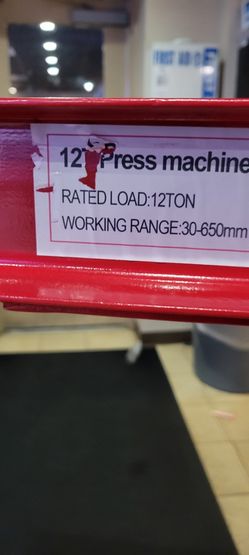 FIRST AID
12T Press machine
RATED LOAD:12TON
WORKING RANGE:30-650mm